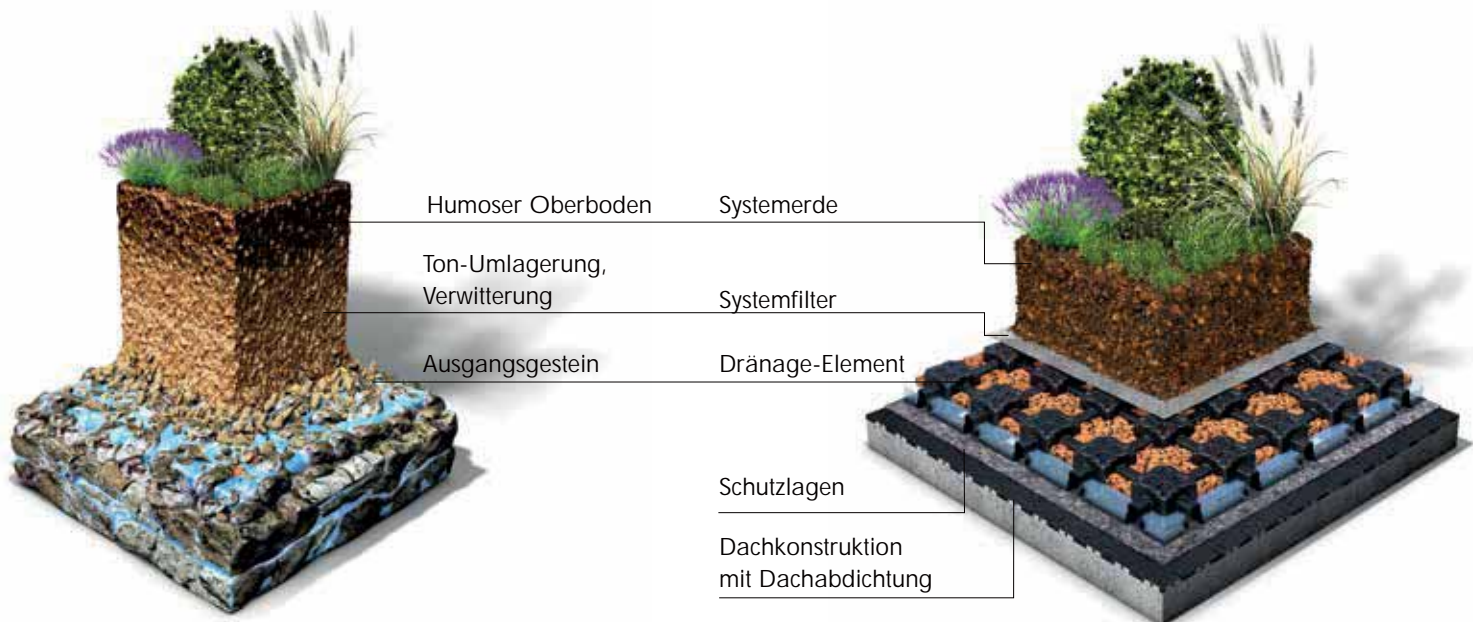 Humoser Oberboden
Systemerde
Ton-Umlagerung,
Verwitterung
Systemfilter
Ausgangsgestein
Dränage-Element
Schutzlagen
Dachkonstruktion
mit Dachabdichtung